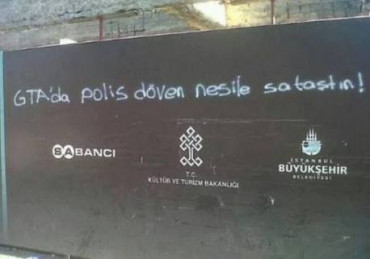 GTA'da polis döven nesile sataştın!
SABANCI
T.C.
KÜLTÜR VE TURİZM BAKANLIĞI
İSTANBUL
BÜYÜKŞEHİR
BELEDİYESİ